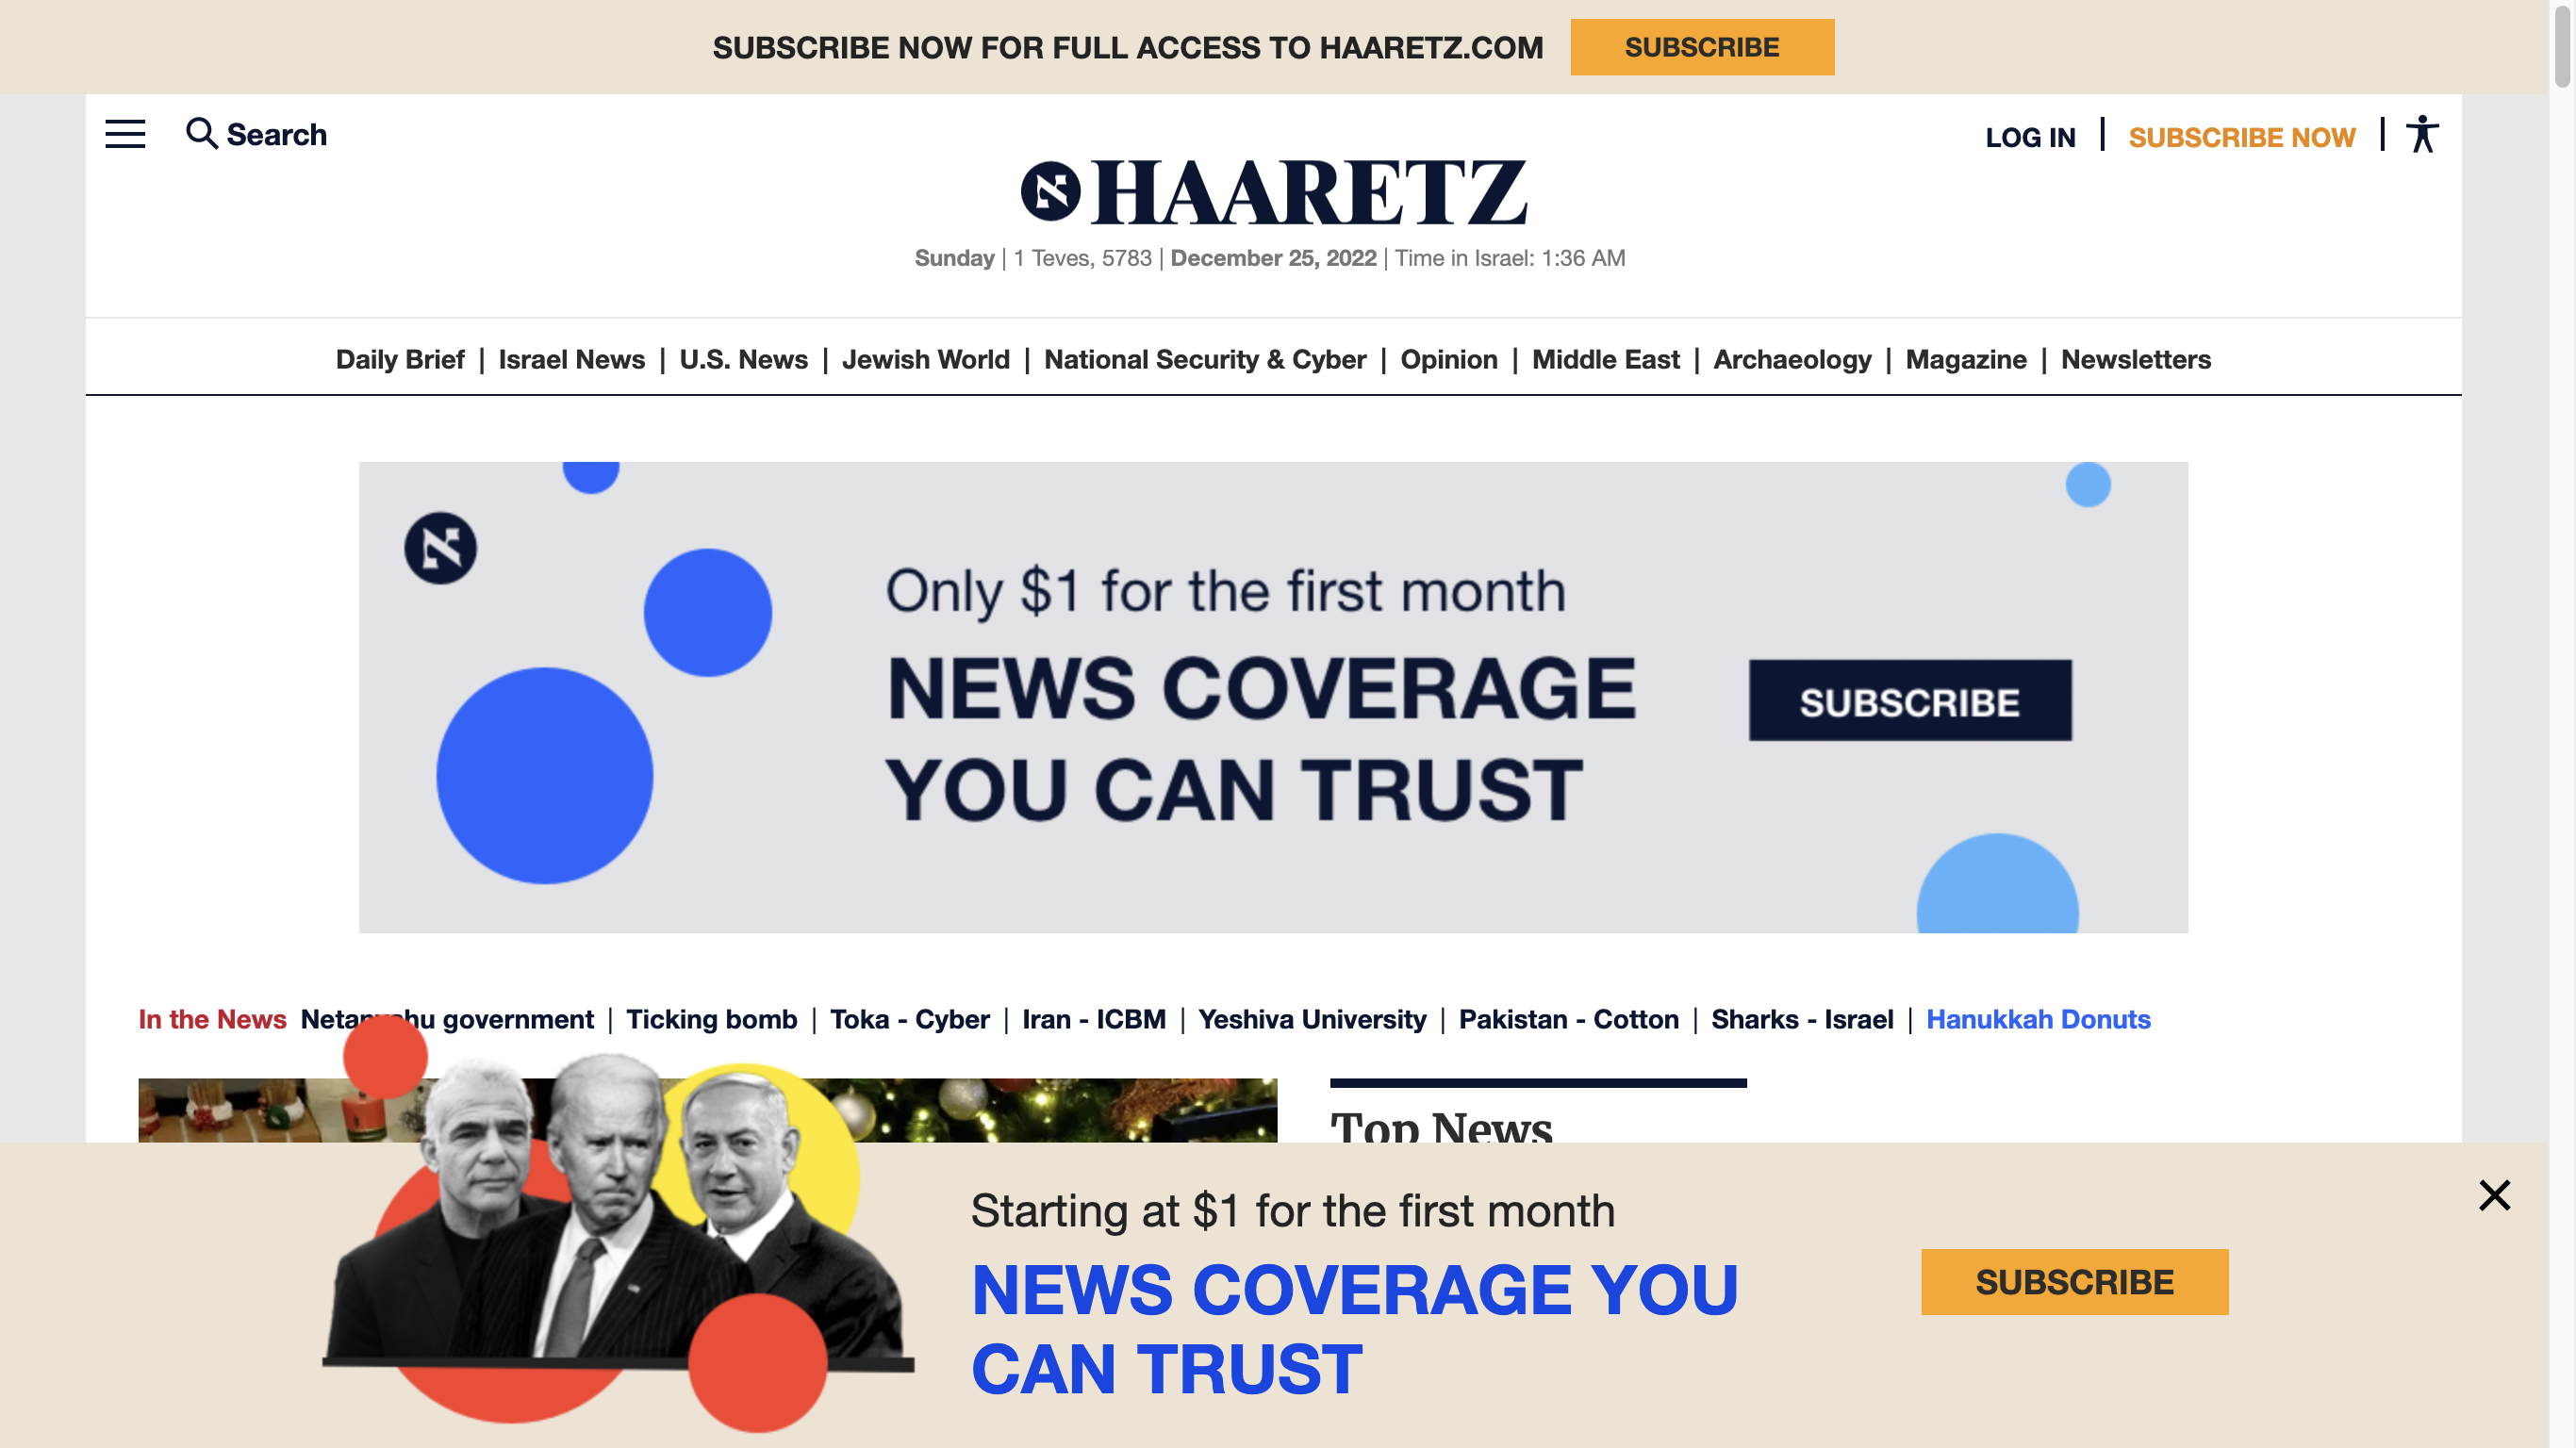 SUBSCRIBE NOW FOR FULL ACCESS TO HAARETZ.COM SUBSCRIBE
Search
LOG IN | SUBSCRIBE NOW |
HAARETZ
Sunday | 1 Teves, 5783 | December 25, 2022 | Time in Israel: 1:36 AM
Daily Brief | Israel News | U.S. News | Jewish World | National Security & Cyber | Opinion | Middle East | Archaeology | Magazine | Newsletters
Only $1 for the first month
NEWS COVERAGE
YOU CAN TRUST
SUBSCRIBE
In the News Netanyahu government | Ticking bomb | Toka - Cyber | Iran - ICBM | Yeshiva University | Pakistan - Cotton | Sharks - Israel | Hanukkah Donuts
Top News
Starting at $1 for the first month
NEWS COVERAGE YOU
CAN TRUST
SUBSCRIBE